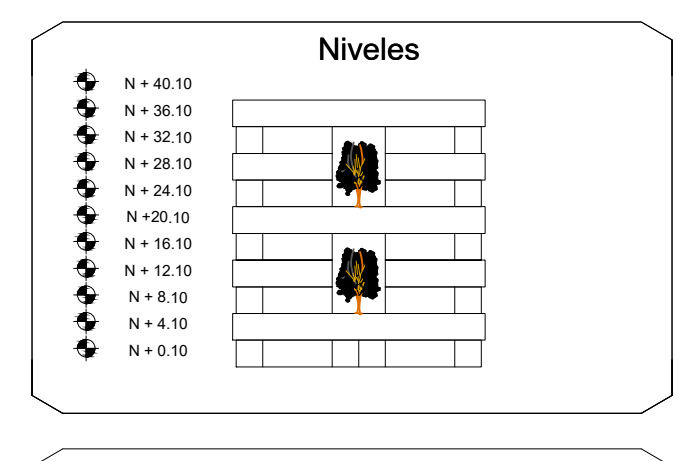 Niveles
N + 40.10
N + 36.10
N + 32.10
N + 28.10
N + 24.10
N +20.10
N + 16.10
N + 12.10
N + 8.10
N + 4.10
N + 0.10